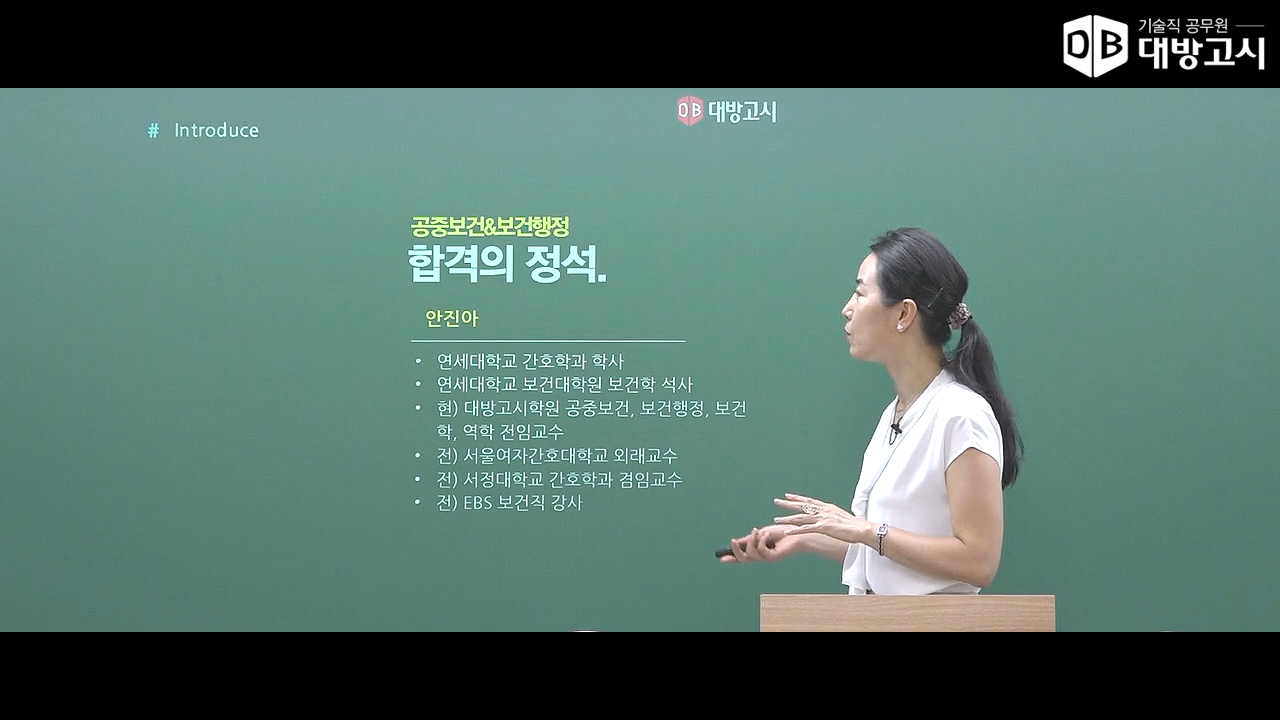 기술직 공무원
DB 대방고시
DB 대방고시
# Introduce
공중보건&보건행정
합격의 정석.
안진아
• 연세대학교 간호학과 학사
• 연세대학교 보건대학원 보건학 석사
• 현) 대방고시학원 공중보건, 보건행정, 보건
학, 역학 전임교수
• 전) 서울여자간호대학교 외래교수
• 전) 서정대학교 간호학과 겸임교수
• 전) EBS 보건직 강사